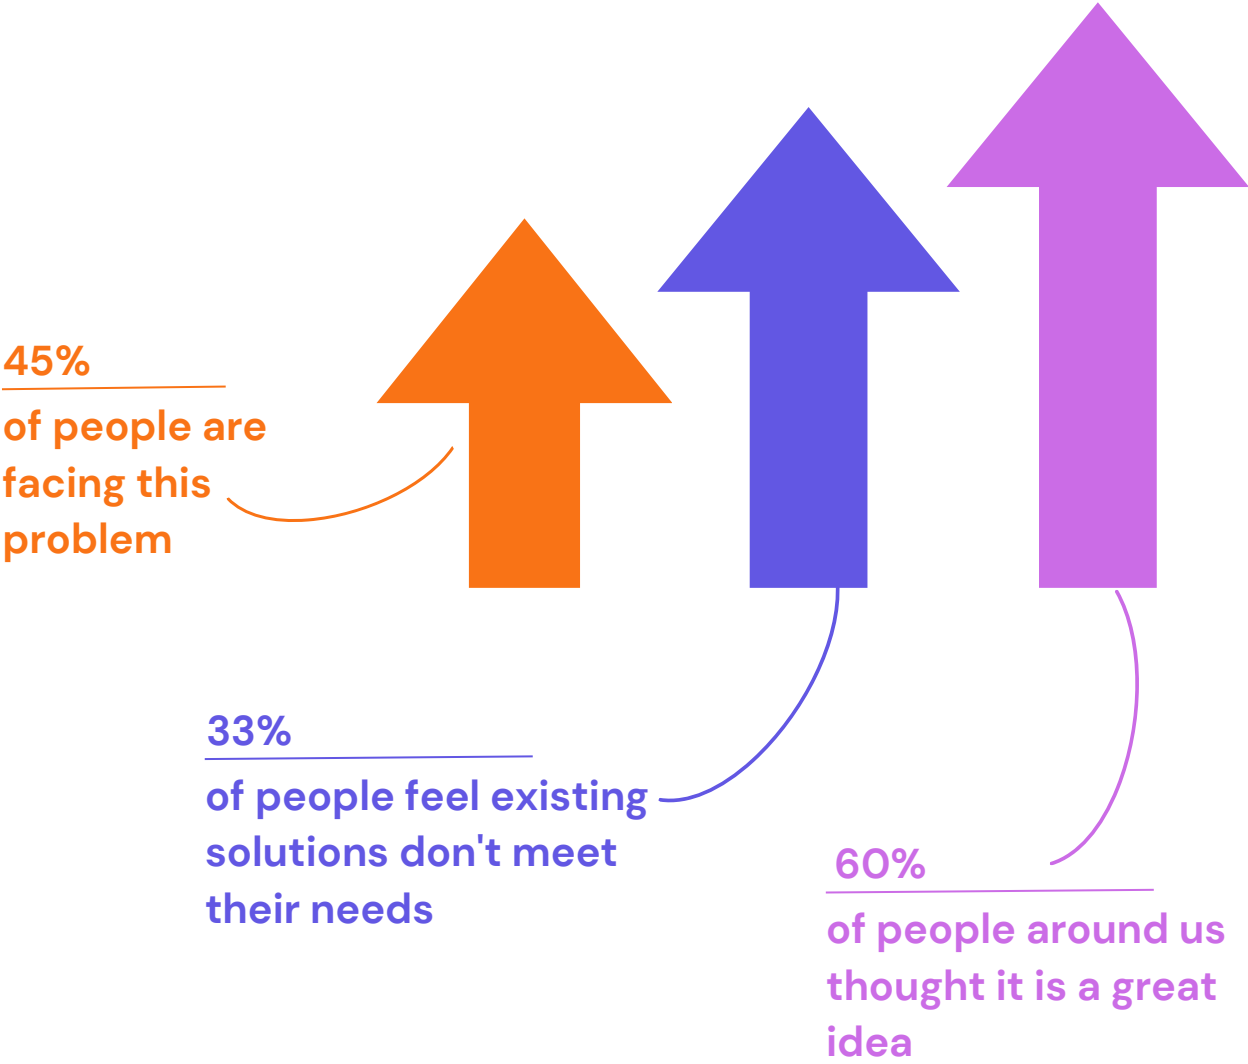 45%
of people are
facing this
problem
33%
of people feel existing
solutions don't meet
their needs
60%
of people around us
thought it is a great
idea